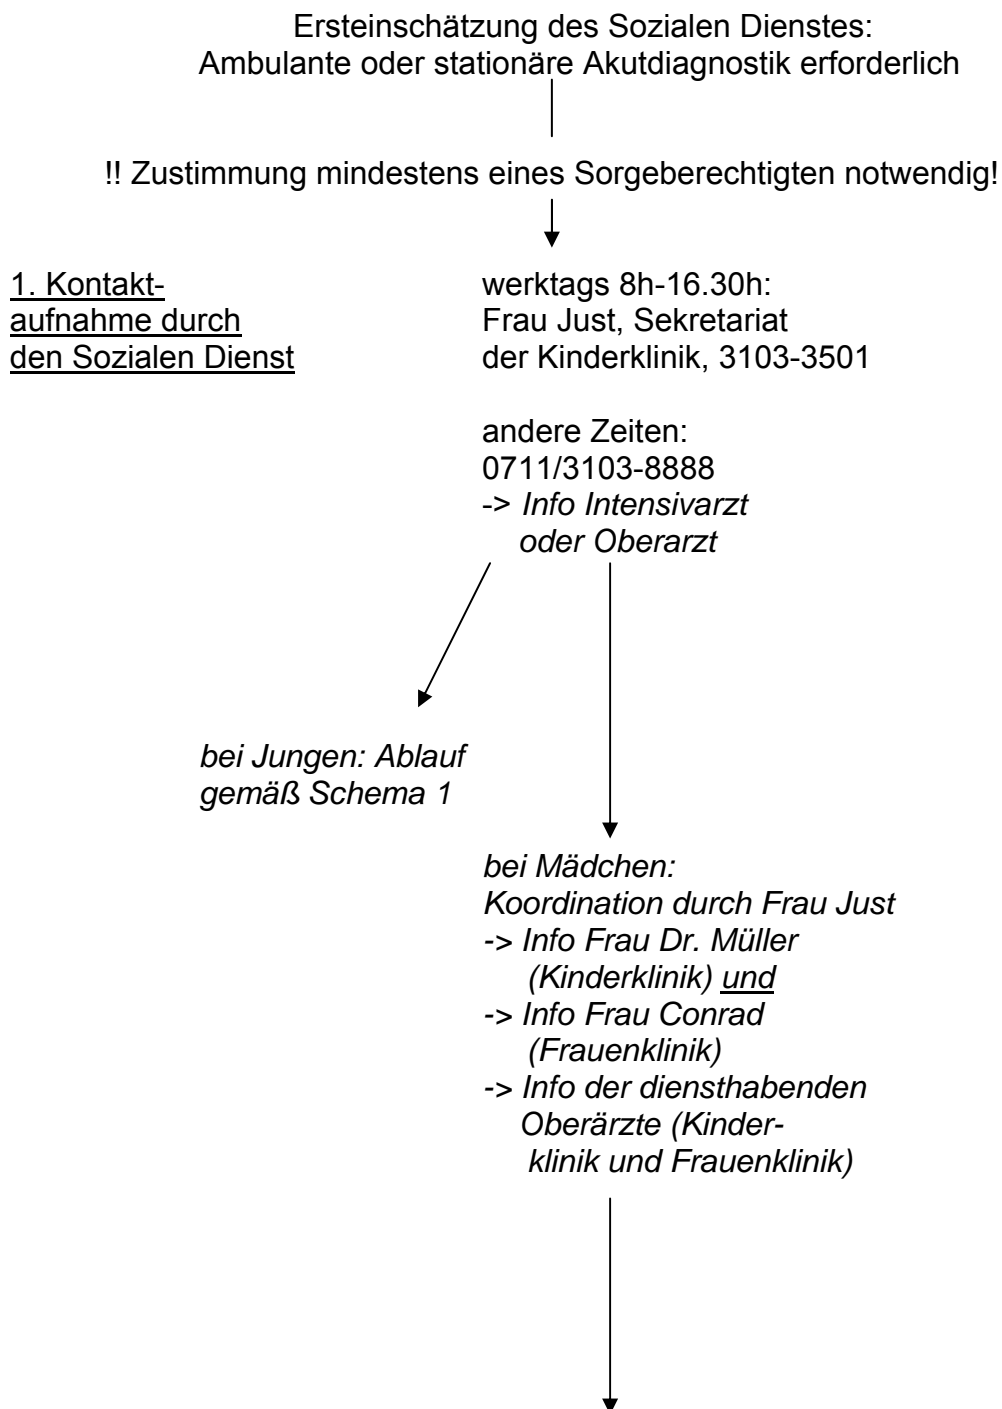 Ersteinschätzung des Sozialen Dienstes:
Ambulante oder stationäre Akutdiagnostik erforderlich
!! Zustimmung mindestens eines Sorgeberechtigten notwendig!
1. Kontakt-
aufnahme durch
den Sozialen Dienst
werktags 8h-16.30h:
Frau Just, Sekretariat
der Kinderklinik, 3103-3501
andere Zeiten:
0711/3103-8888
-> Info Intensivarzt
oder Oberarzt
bei Jungen: Ablauf
gemäß Schema 1
bei Mädchen:
Koordination durch Frau Just
-> Info Frau Dr. Müller
(Kinderklinik) und
-> Info Frau Conrad
(Frauenklinik)
-> Info der diensthabenden
Oberärzte (Kinder-
klinik und Frauenklinik)